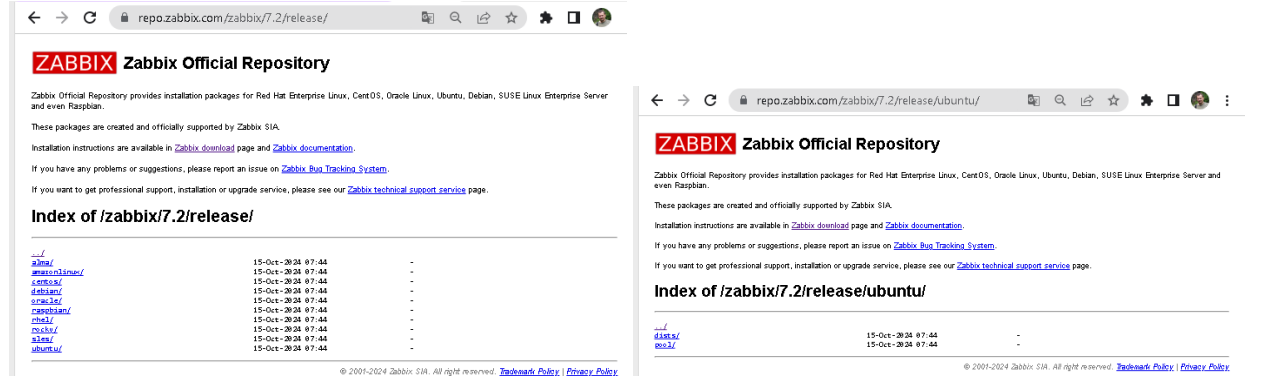 repo.zabbix.com/zabbix/7.2/release/
ZABBIX Zabbix Official Repository
Zabbix Official Repository provides installation packages for Red Hat Enterprise Linux, CentOS, Oracle Linux, Ubuntu, Debian, SUSE Linux Enterprise Server
and even Raspbian.
These packages are created and officially supported by Zabbix SIA.
Installation instructions are available in Zabbix download page and Zabbix documentation.
If you have any problems or suggestions, please report an issue on Zabbix Bug Tracking System.
If you want to get professional support, installation or upgrade service, please see our Zabbix technical support service page.
Index of /zabbix/7.2/release/
../
alma/ 15-Oct-2024 07:44 -
amazonlinux/ 15-Oct-2024 07:44 -
centos/ 15-Oct-2024 07:44 -
debian/ 15-Oct-2024 07:44 -
oracle/ 15-Oct-2024 07:44 -
raspbian/ 15-Oct-2024 07:44 -
rhel/ 15-Oct-2024 07:44 -
rocky/ 15-Oct-2024 07:44 -
sles/ 15-Oct-2024 07:44 -
ubuntu/ 15-Oct-2024 07:44 -
© 2001-2024 Zabbix SIA. All right reserved. Trademark Policy | Privacy Policy
repo.zabbix.com/zabbix/7.2/release/ubuntu/
ZABBIX Zabbix Official Repository
Zabbix Official Repository provides installation packages for Red Hat Enterprise Linux, CentOS, Oracle Linux, Ubuntu, Debian, SUSE Linux Enterprise Server and
even Raspbian.
These packages are created and officially supported by Zabbix SIA.
Installation instructions are available in Zabbix download page and Zabbix documentation.
If you have any problems or suggestions, please report an issue on Zabbix Bug Tracking System.
If you want to get professional support, installation or upgrade service, please see our Zabbix technical support service page.
Index of /zabbix/7.2/release/ubuntu/
../
dists/ 15-Oct-2024 07:44 -
pool/ 15-Oct-2024 07:44 -
© 2001-2024 Zabbix SIA. All right reserved. Trademark Policy | Privacy Policy